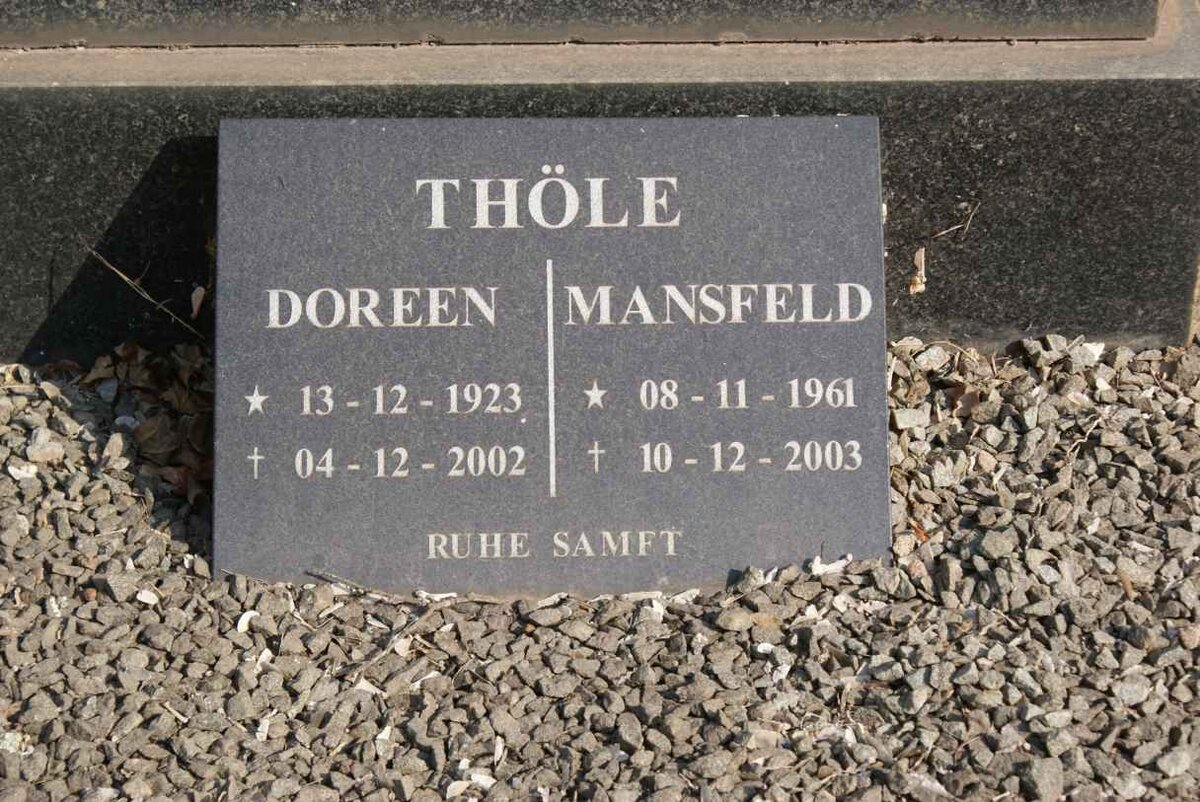 THÖLE
DOREEN MANSFELD
★ 13 - 12 - 1923 ★ 08 - 11 - 1961
† 04 - 12 - 2002 † 10 - 12 - 2003
RUHE SAMFT